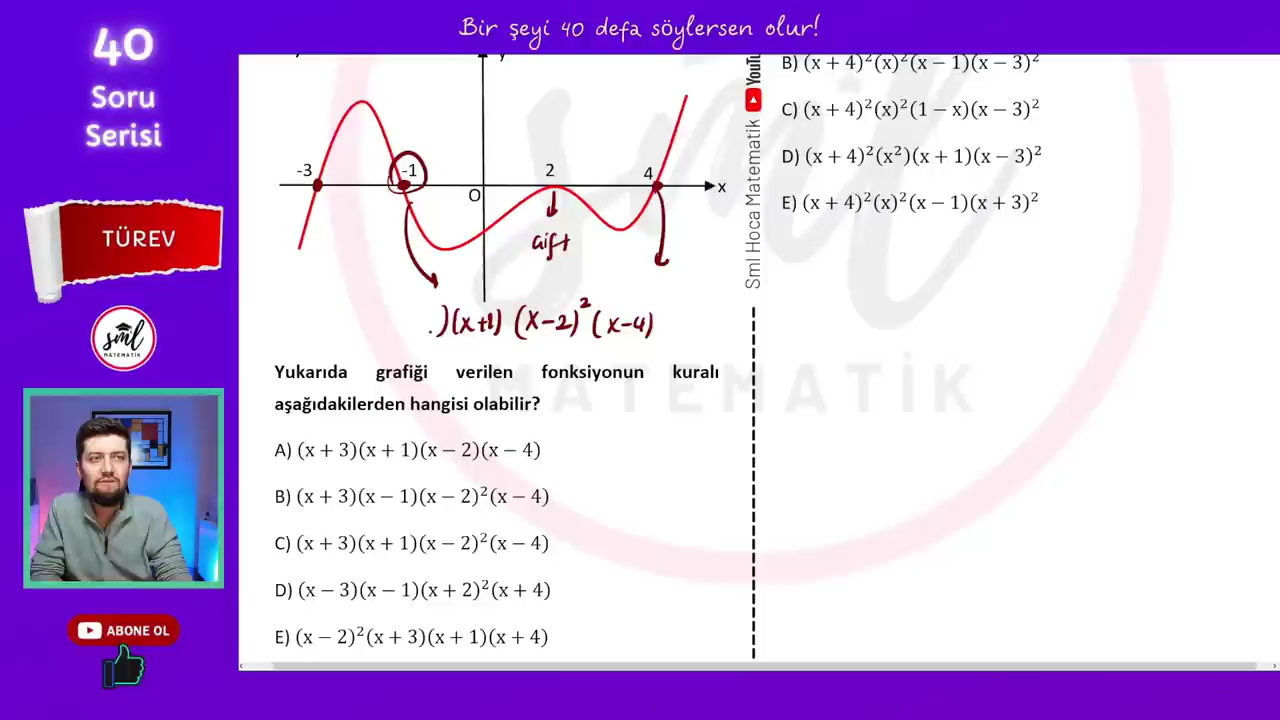 Bir şeyi 40 defa söylersen olur!
40
Soru
Serisi
TÜREV
sml
MATEMATİK
ABONE OL
y
-3
-1
2
4
O
x
çift
)(x+1) (x-2)² (x-4)
Yukarıda grafiği verilen fonksiyonun kuralı
aşağıdakilerden hangisi olabilir?
A) (x + 3)(x + 1)(x − 2)(x − 4)
B) (x + 3)(x − 1)(x − 2)²(x − 4)
C) (x + 3)(x + 1)(x − 2)²(x − 4)
D) (x − 3)(x − 1)(x + 2)²(x + 4)
E) (x − 2)²(x + 3)(x + 1)(x + 4)
Sml Hoca Matematik
B) (x + 4)²(x)²(x − 1)(x − 3)²
C) (x + 4)²(x)²(1 − x)(x − 3)²
D) (x + 4)²(x²)(x + 1)(x − 3)²
E) (x + 4)²(x)²(x − 1)(x + 3)²
sml
MATEMATİK